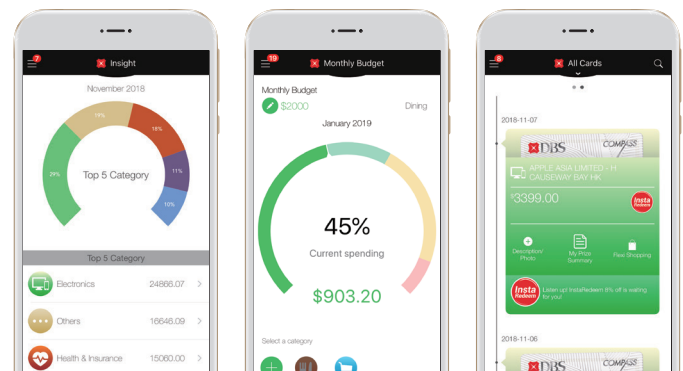 7
Insight
November 2018
19%
18%
29%
11%
10%
Top 5 Category
Top 5 Category
Electronics 24866.07
Others 16646.09
Health & Insurance 15060.00
19
Monthly Budget
Monthly Budget
$2000 Dining
January 2019
45%
Current spending
$903.20
Select a category
8
All Cards
2018-11-07
DBS COMPASS
APPLE ASIA LIMITED - H
CAUSEWAY BAY HK
$3399.00
Insta
Redeem
Description/ My Prize Flexi Shopping
Photo Summary
Insta
Redeem
Listen up! InstaRedeem 8% off is waiting
for you!
2018-11-06
DBS COMPASS